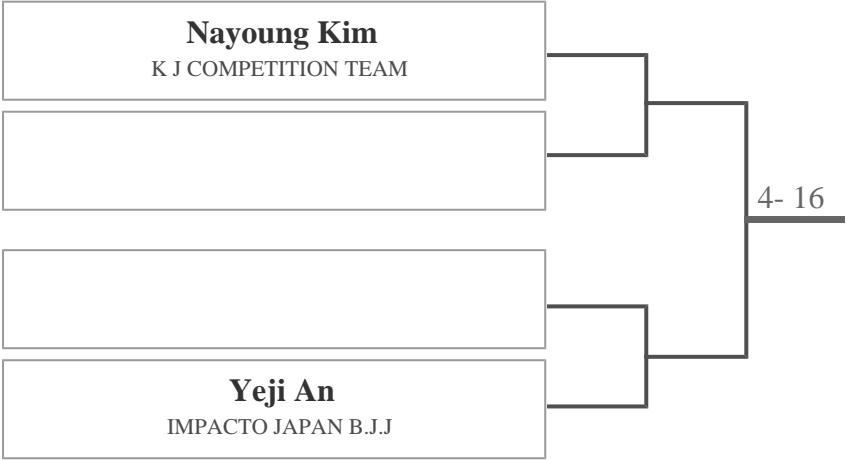 Nayoung Kim
K J COMPETITION TEAM
4- 16
Yeji An
IMPACTO JAPAN B.J.J